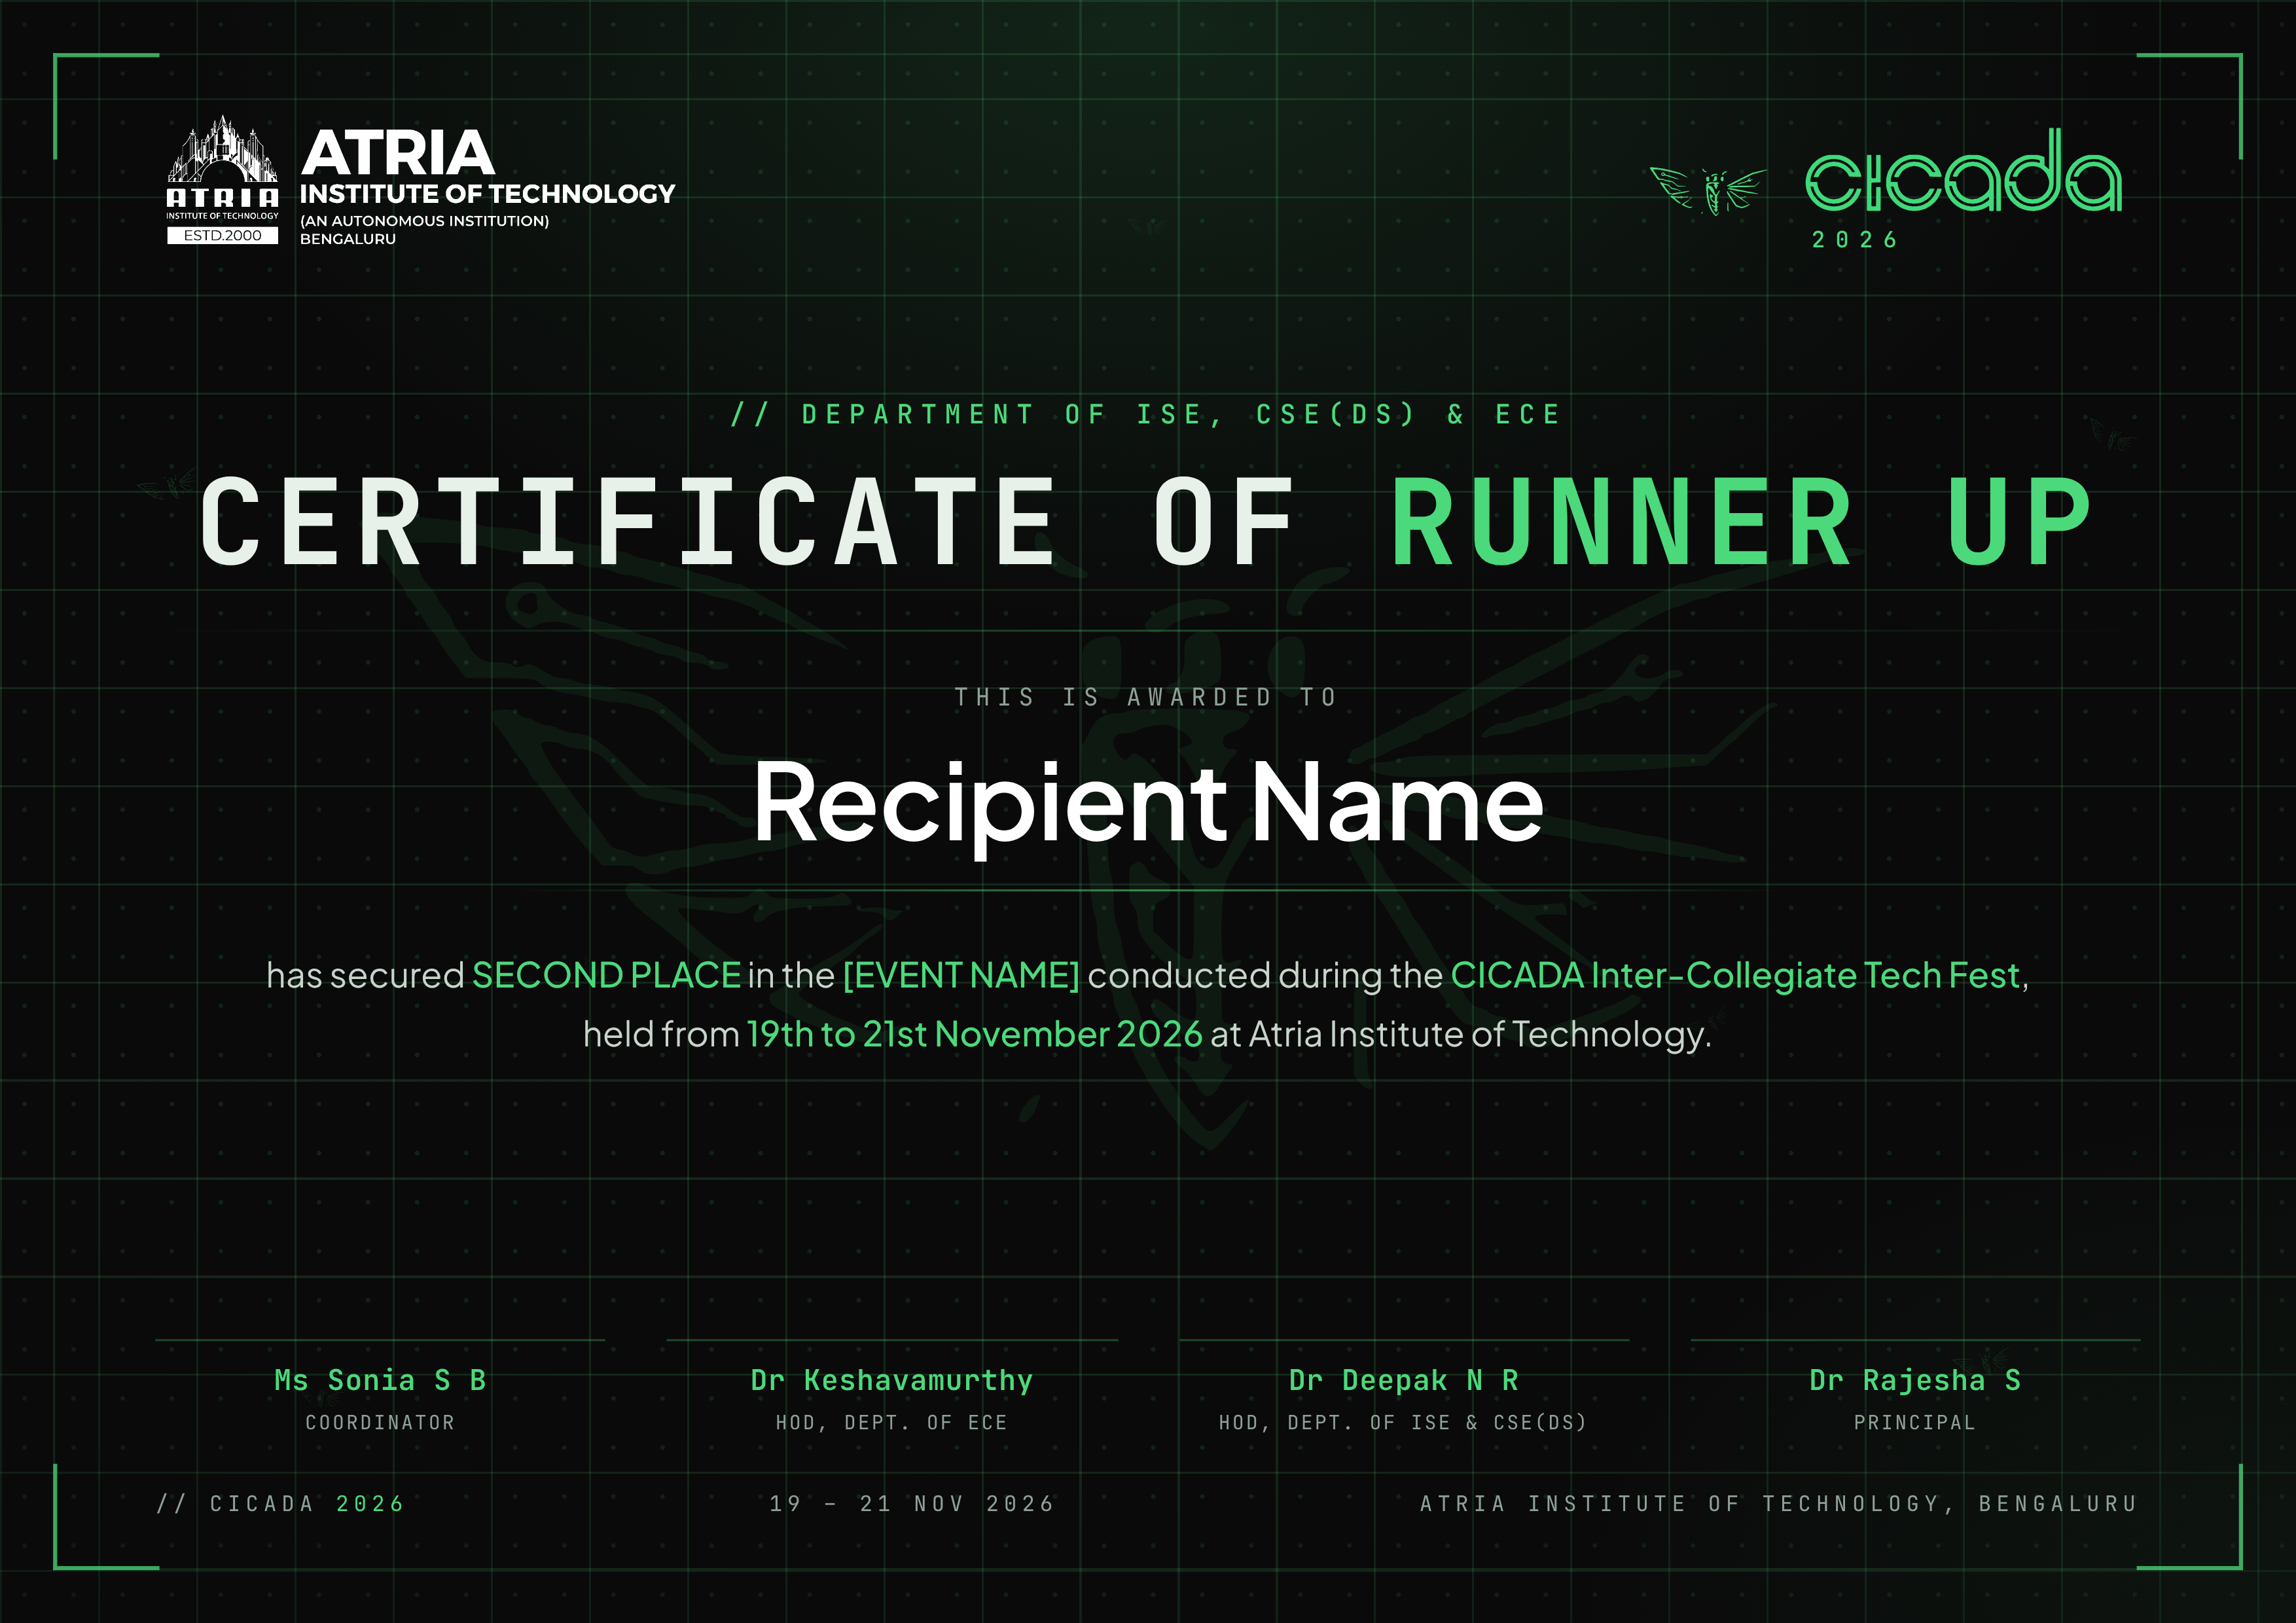 ATRIA
INSTITUTE OF TECHNOLOGY
ESTD.2000
ATRIA
INSTITUTE OF TECHNOLOGY
(AN AUTONOMOUS INSTITUTION)
BENGALURU
cicada
2026
// DEPARTMENT OF ISE, CSE(DS) & ECE
CERTIFICATE OF RUNNER UP
THIS IS AWARDED TO
Recipient Name
has secured SECOND PLACE in the [EVENT NAME] conducted during the CICADA Inter-Collegiate Tech Fest,
held from 19th to 21st November 2026 at Atria Institute of Technology.
Ms Sonia S B
COORDINATOR
Dr Keshavamurthy
HOD, DEPT. OF ECE
Dr Deepak N R
HOD, DEPT. OF ISE & CSE(DS)
Dr Rajesha S
PRINCIPAL
// CICADA 2026
19 – 21 NOV 2026
ATRIA INSTITUTE OF TECHNOLOGY, BENGALURU